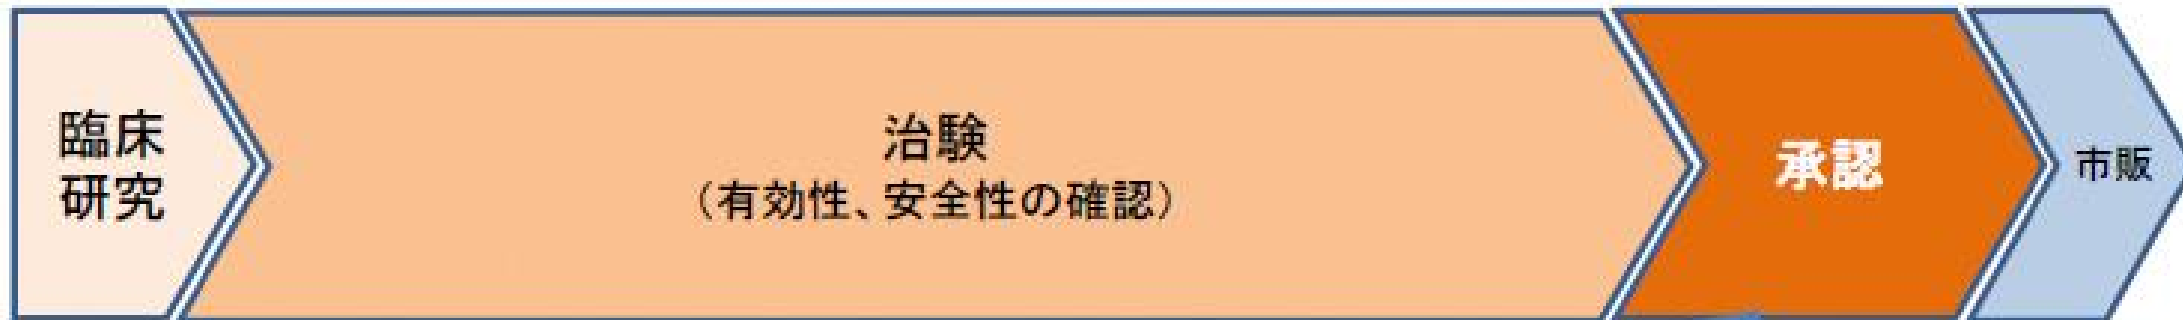 臨床
研究
治験
（有効性、安全性の確認）
承認
市販